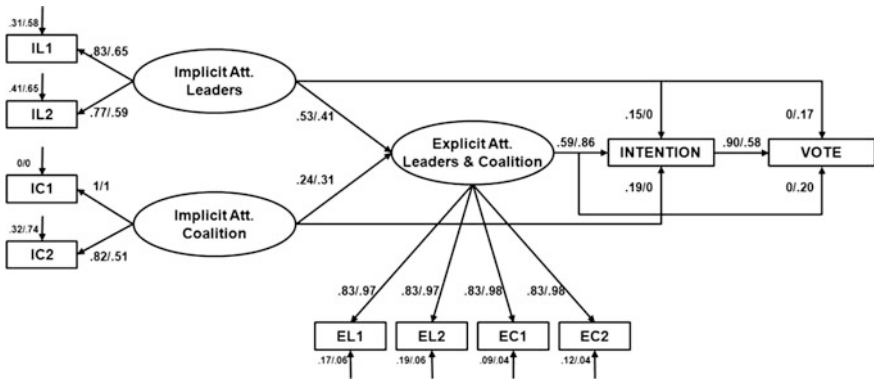 .31/.58
IL1
.83/.65
Implicit Att.
Leaders
.41/.65
IL2
.77/.59
.53/.41
.15/0
0/.17
Explicit Att.
Leaders & Coalition
.59/.86
INTENTION
.90/.58
VOTE
0/0
IC1
1/1
.24/.31
.19/0
0/.20
Implicit Att.
Coalition
.32/.74
IC2
.82/.51
.83/.97
.83/.97
.83/.98
.83/.98
EL1
EL2
EC1
EC2
.17/.06
.19/.06
.09/.04
.12/.04